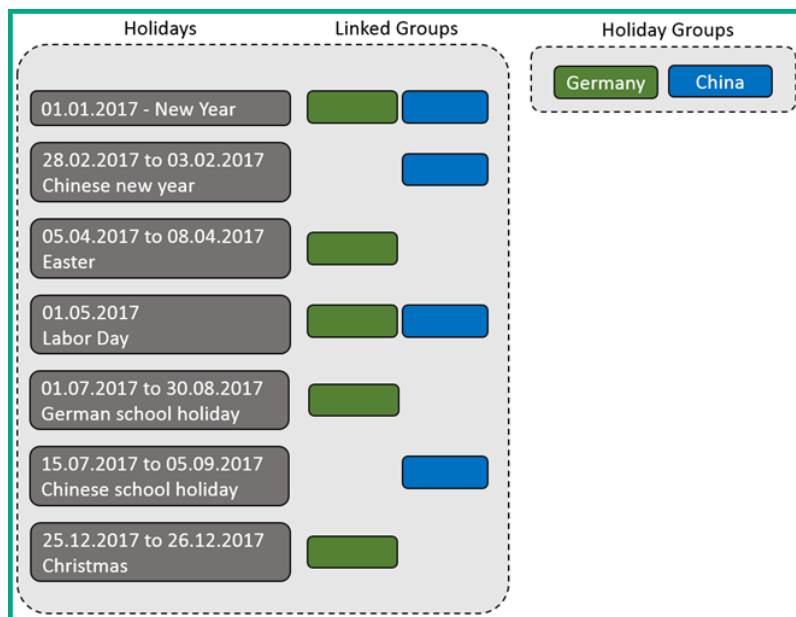 Holidays
Linked Groups
Holiday Groups
Germany
China
01.01.2017 - New Year
28.02.2017 to 03.02.2017
Chinese new year
05.04.2017 to 08.04.2017
Easter
01.05.2017
Labor Day
01.07.2017 to 30.08.2017
German school holiday
15.07.2017 to 05.09.2017
Chinese school holiday
25.12.2017 to 26.12.2017
Christmas